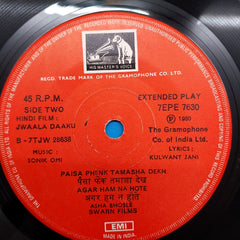 HIS MASTER'S VOICE
REGD. TRADE MARK OF THE GRAMOPHONE CO. LTD.
45 R.P.M.
EXTENDED PLAY
SIDE TWO
7EPE 7630
HINDI FILM :
℗ 1980
JWAALA DAAKU
The Gramophone
S-7TJW 28638
Co. of India Ltd.
MUSIC :
LYRICS :
SONIK OMI
KULWANT JANI
PAISA PHENK TAMASHA DEKH
पैसा फेंक तमाशा देख
AGAR HAM NA HOTE
अगर हम न होते
ASHA BHOSLE
SWARN FILMS
EMI
MADE IN INDIA